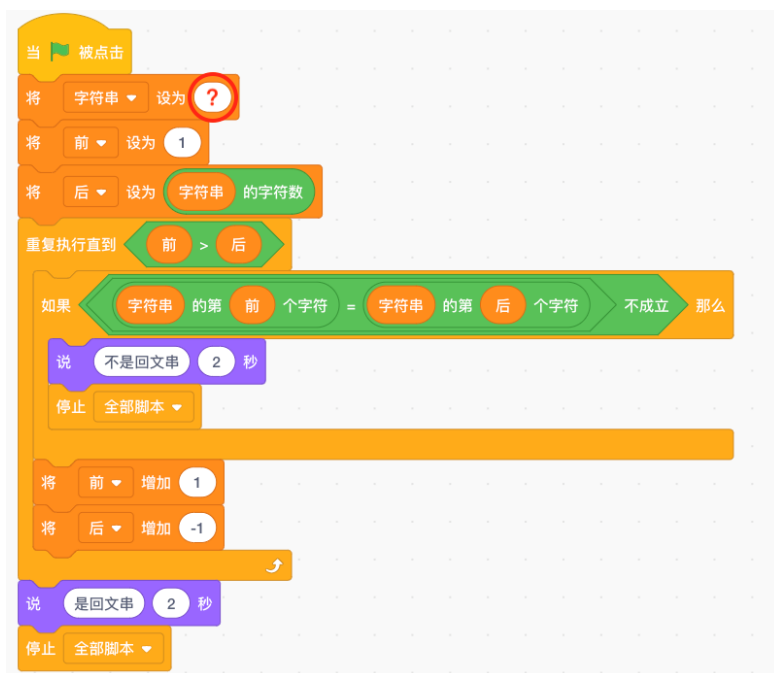 当 被点击
将 字符串 设为 ?
将 前 设为 1
将 后 设为 字符串 的字符数
重复执行直到 前 > 后
如果 字符串 的第 前 个字符 = 字符串 的第 后 个字符 不成立 那么
说 不是回文串 2 秒
停止 全部脚本
将 前 增加 1
将 后 增加 -1
说 是回文串 2 秒
停止 全部脚本